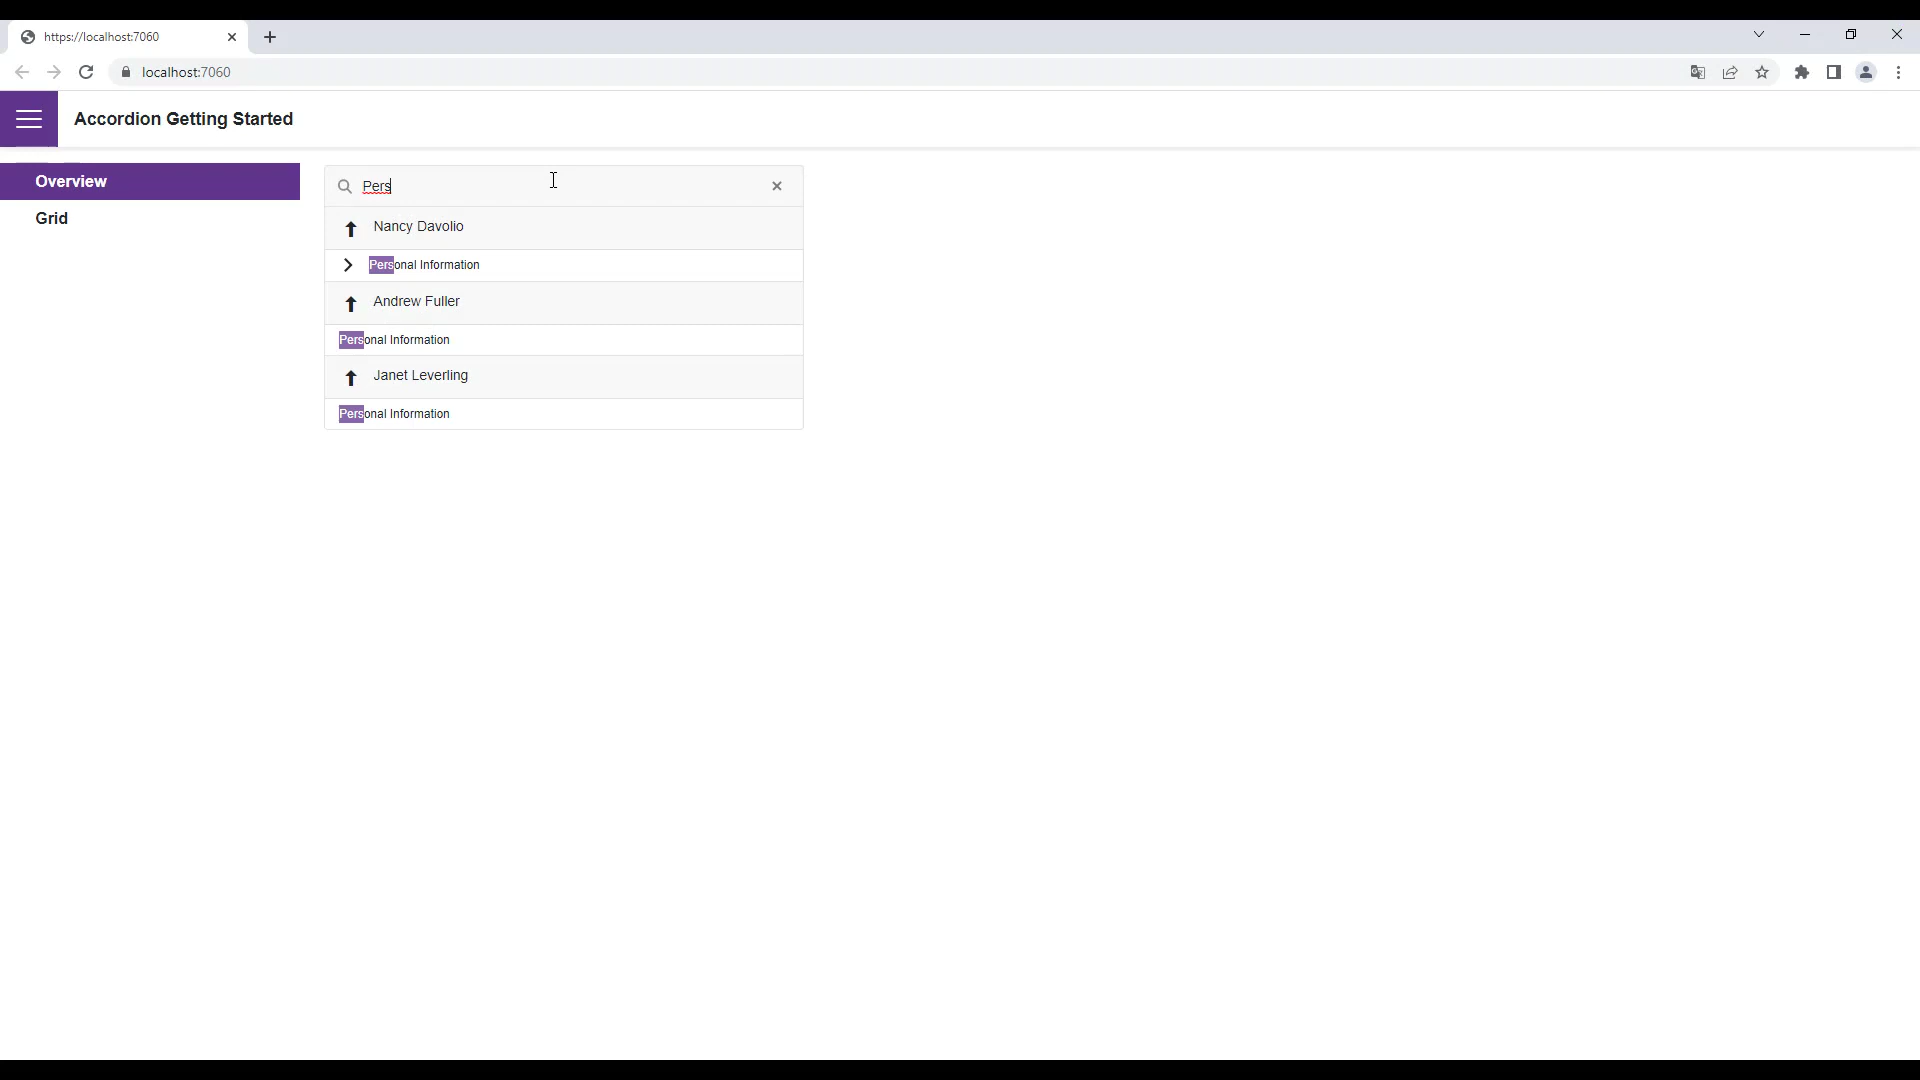 https://localhost:7060
localhost:7060
Accordion Getting Started
Overview
Grid
Pers
Nancy Davolio
Personal Information
Andrew Fuller
Personal Information
Janet Leverling
Personal Information